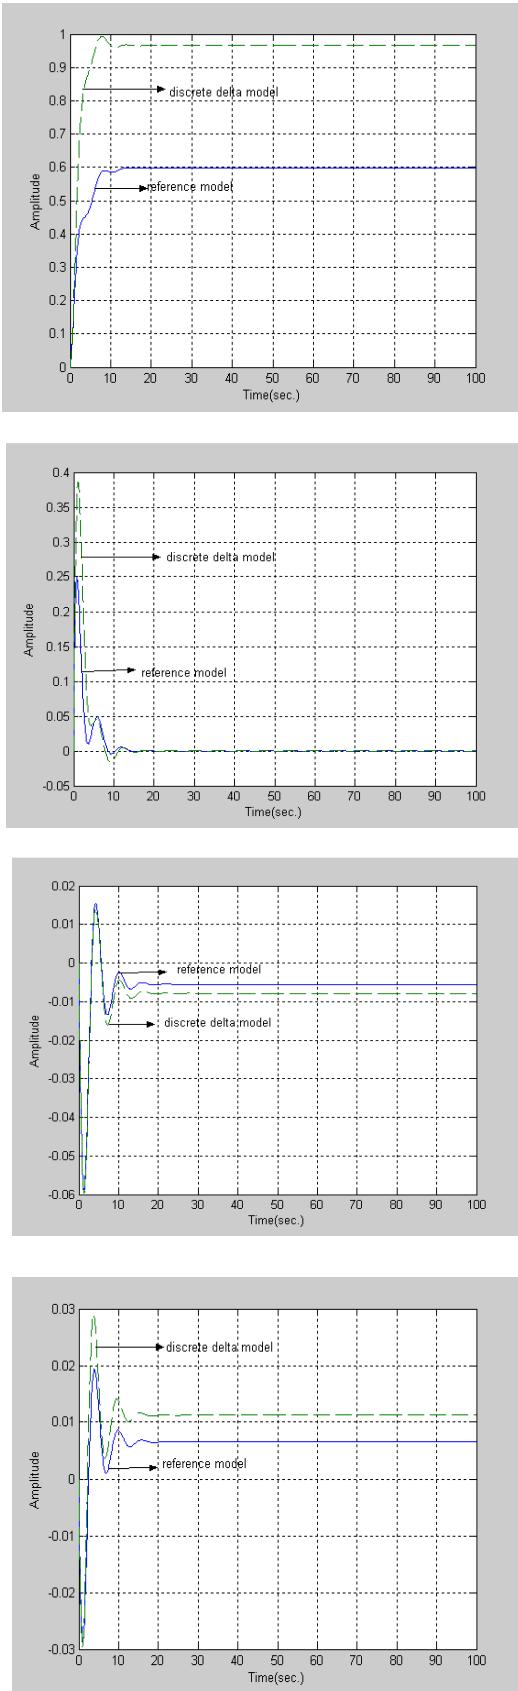 1
0.9
discrete delta model
0.8
0.7
0.6
reference model
0.5
0.4
0.3
0.2
0.1
0
Amplitude
0 10 20 30 40 50 60 70 80 90 100
Time(sec.)
0.4
0.35
0.3
discrete delta model
0.25
0.2
0.15
reference model
0.1
0.05
0
-0.05
Amplitude
0 10 20 30 40 50 60 70 80 90 100
Time(sec.)
0.02
0.01
0
reference model
-0.01
discrete delta model
-0.02
-0.03
-0.04
-0.05
-0.06
Amplitude
0 10 20 30 40 50 60 70 80 90 100
Time(sec.)
0.03
discrete delta model
0.02
0.01
reference model
0
-0.01
-0.02
-0.03
Amplitude
0 10 20 30 40 50 60 70 80 90 100
Time(sec.)